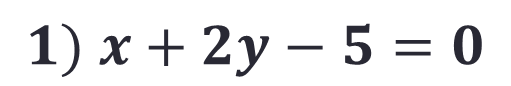 1) x + 2y − 5 = 0